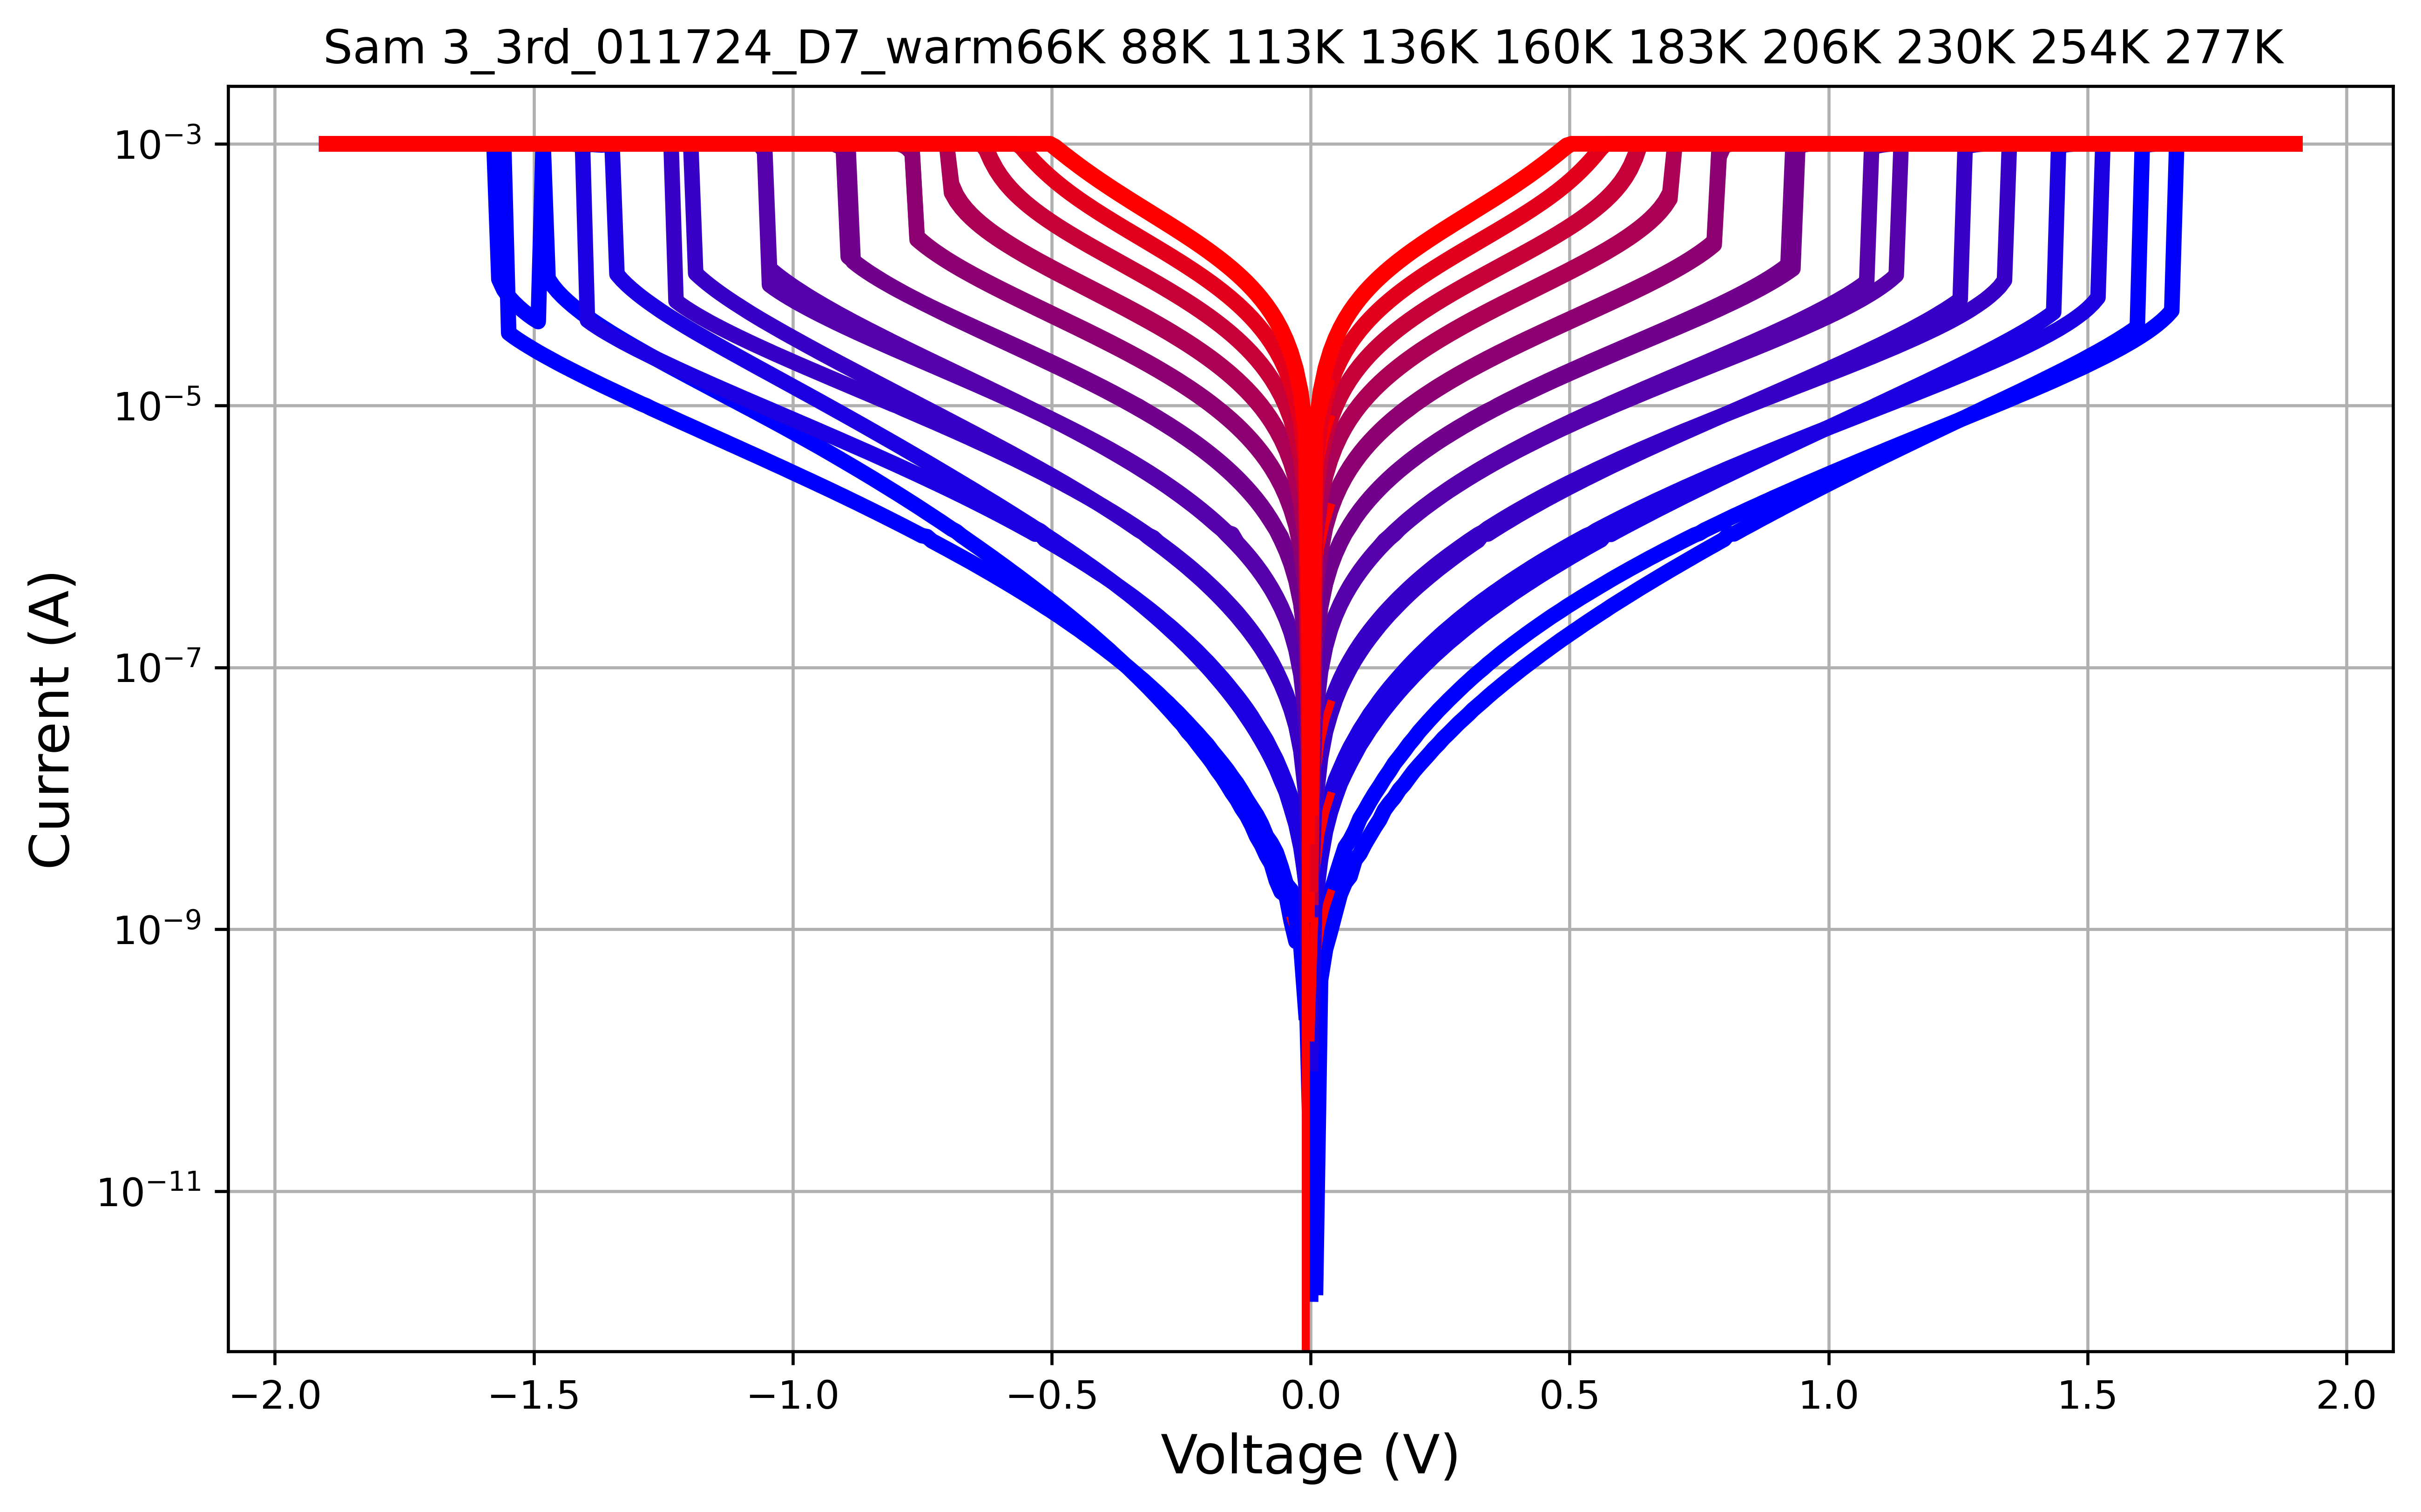 Sam 3_3rd_011724_D7_warm66K 88K 113K 136K 160K 183K 206K 230K 254K 277K
Current (A)
10⁻³
10⁻⁵
10⁻⁷
10⁻⁹
10⁻¹¹
−2.0 −1.5 −1.0 −0.5 0.0 0.5 1.0 1.5 2.0
Voltage (V)